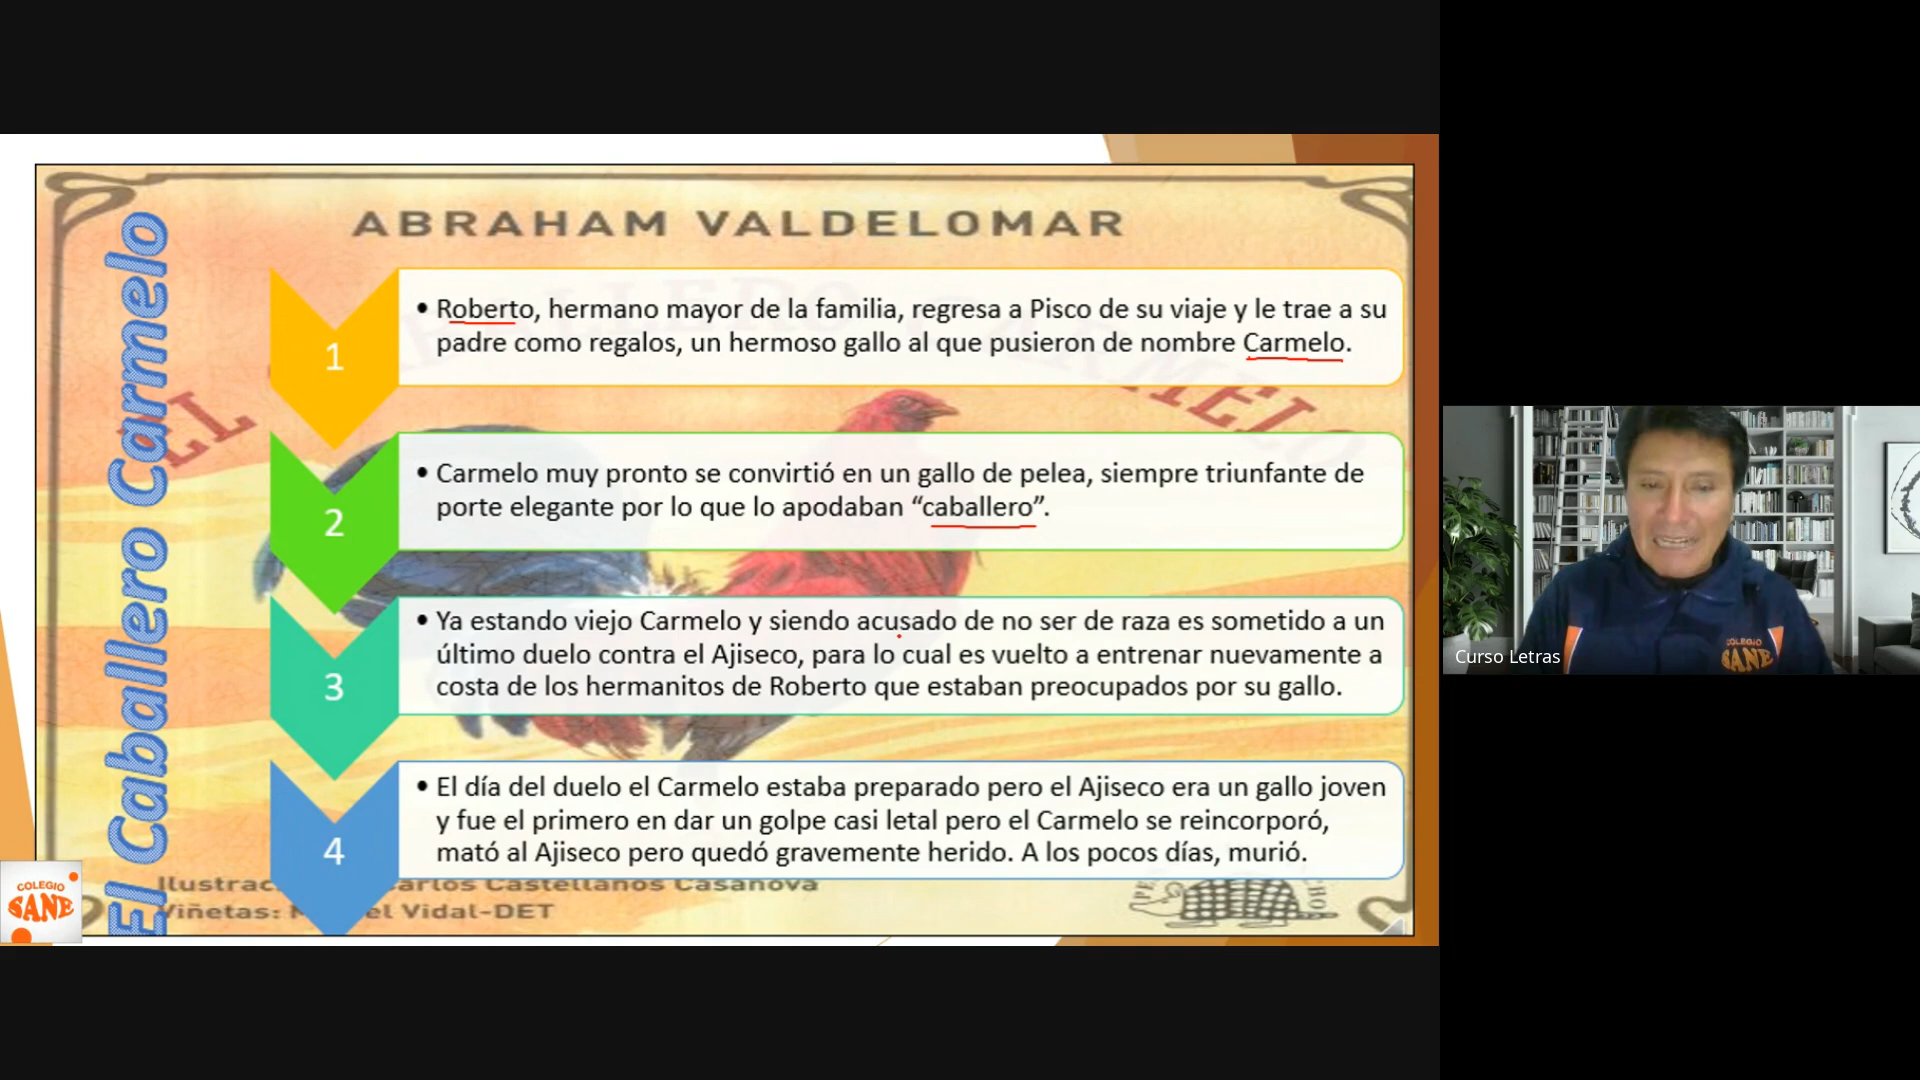 ABRAHAM VALDELOMAR
El Caballero Carmelo
1
• Roberto, hermano mayor de la familia, regresa a Pisco de su viaje y le trae a su
padre como regalos, un hermoso gallo al que pusieron de nombre Carmelo.
2
• Carmelo muy pronto se convirtió en un gallo de pelea, siempre triunfante de
porte elegante por lo que lo apodaban “caballero”.
3
• Ya estando viejo Carmelo y siendo acusado de no ser de raza es sometido a un
último duelo contra el Ajiseco, para lo cual es vuelto a entrenar nuevamente a
costa de los hermanitos de Roberto que estaban preocupados por su gallo.
4
• El día del duelo el Carmelo estaba preparado pero el Ajiseco era un gallo joven
y fue el primero en dar un golpe casi letal pero el Carmelo se reincorporó,
mató al Ajiseco pero quedó gravemente herido. A los pocos días, murió.
Castellanos Casanova
Viñetas: Vidal-DET
COLEGIO
SANE
COLEGIO
SANE
Curso Letras